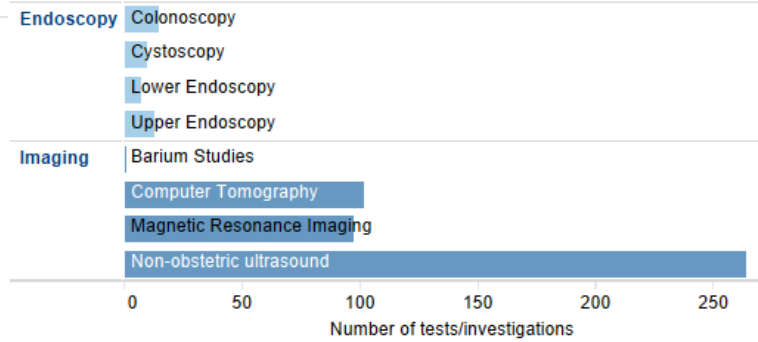 Endoscopy Colonoscopy
Cystoscopy
Lower Endoscopy
Upper Endoscopy
Imaging Barium Studies
Computer Tomography
Magnetic Resonance Imaging
Non-obstetric ultrasound
0 50 100 150 200 250
Number of tests/investigations